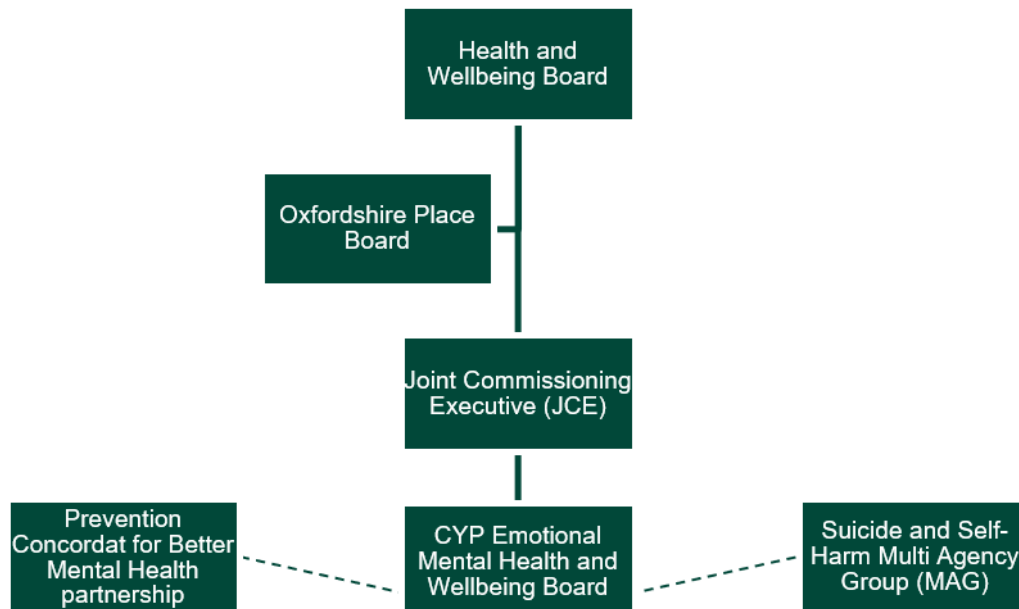 Health and
Wellbeing Board
Oxfordshire Place
Board
Joint Commissioning
Executive (JCE)
Prevention
Concordat for Better
Mental Health
partnership
CYP Emotional
Mental Health and
Wellbeing Board
Suicide and Self-
Harm Multi Agency
Group (MAG)